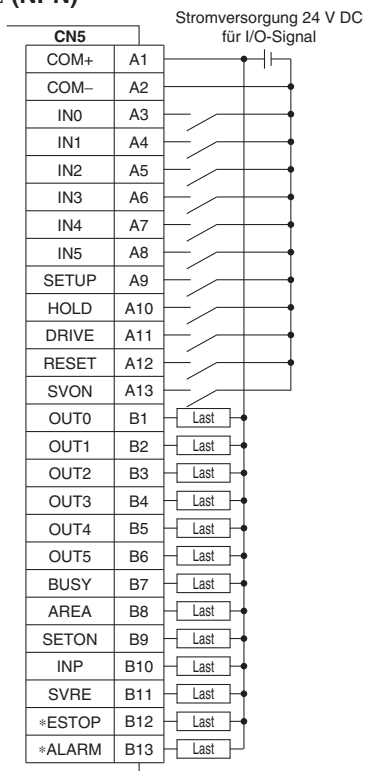 (NPN)
Stromversorgung 24 V DC
für I/O-Signal
CN5
COM+ A1
COM– A2
IN0 A3
IN1 A4
IN2 A5
IN3 A6
IN4 A7
IN5 A8
SETUP A9
HOLD A10
DRIVE A11
RESET A12
SVON A13
OUT0 B1 Last
OUT1 B2 Last
OUT2 B3 Last
OUT3 B4 Last
OUT4 B5 Last
OUT5 B6 Last
BUSY B7 Last
AREA B8 Last
SETON B9 Last
INP B10 Last
SVRE B11 Last
∗ESTOP B12 Last
∗ALARM B13 Last